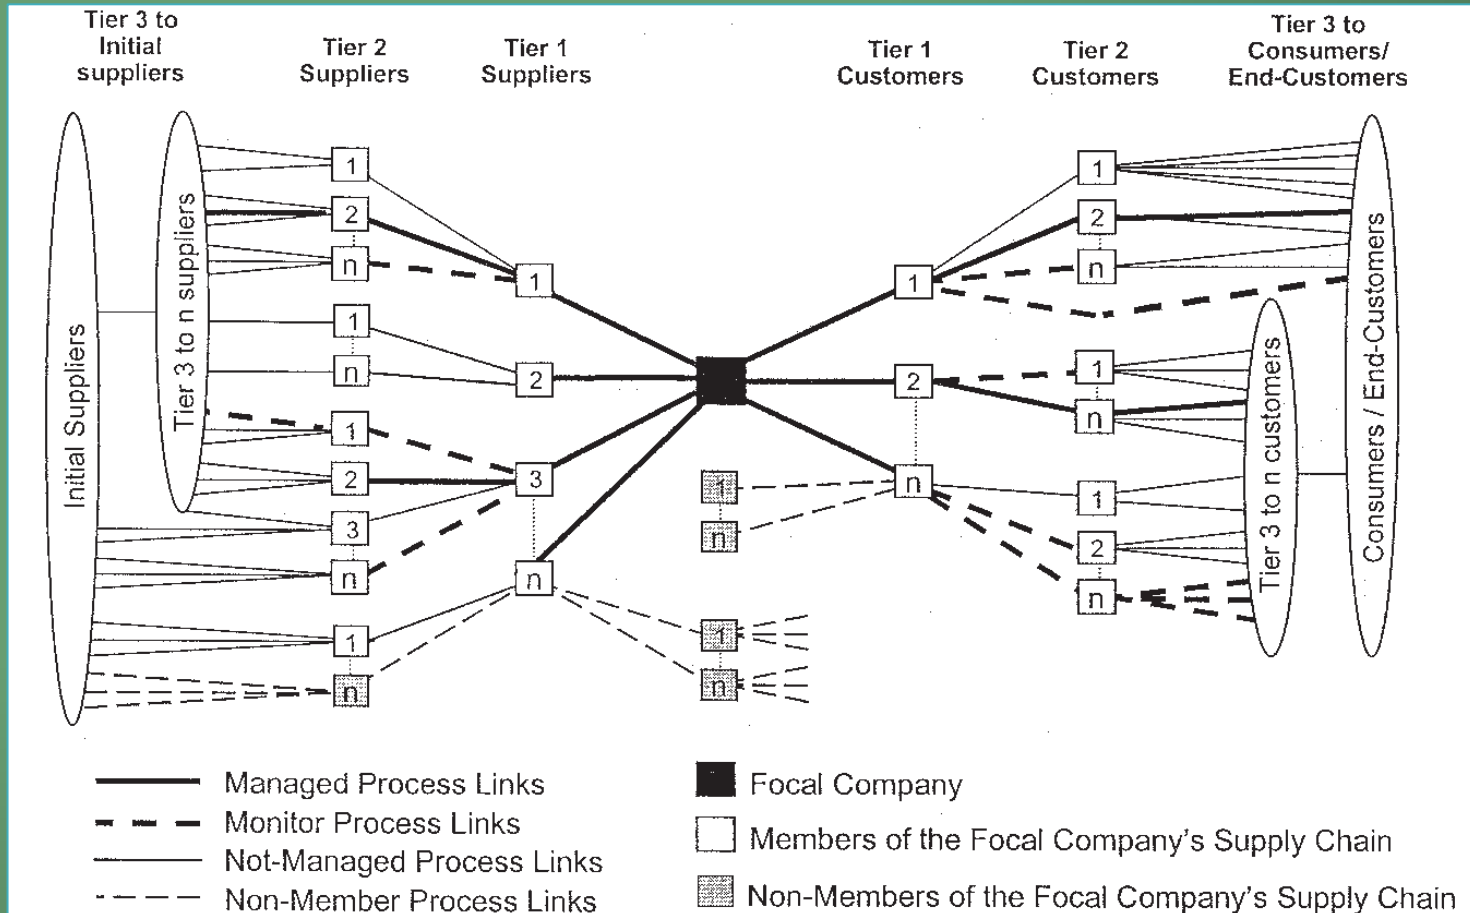 Tier 3 to
Initial
suppliers
Tier 2
Suppliers
Tier 1
Suppliers
Tier 1
Customers
Tier 2
Customers
Tier 3 to
Consumers/
End-Customers
Initial Suppliers
Tier 3 to n suppliers
1
2
n
1
n
1
2
3
n
1
n
1
2
3
n
1
n
1
n
1
2
n
1
2
n
1
n
1
2
n
Tier 3 to n customers
Consumers / End-Customers
Managed Process Links
Monitor Process Links
Not-Managed Process Links
Non-Member Process Links
Focal Company
Members of the Focal Company's Supply Chain
Non-Members of the Focal Company's Supply Chain